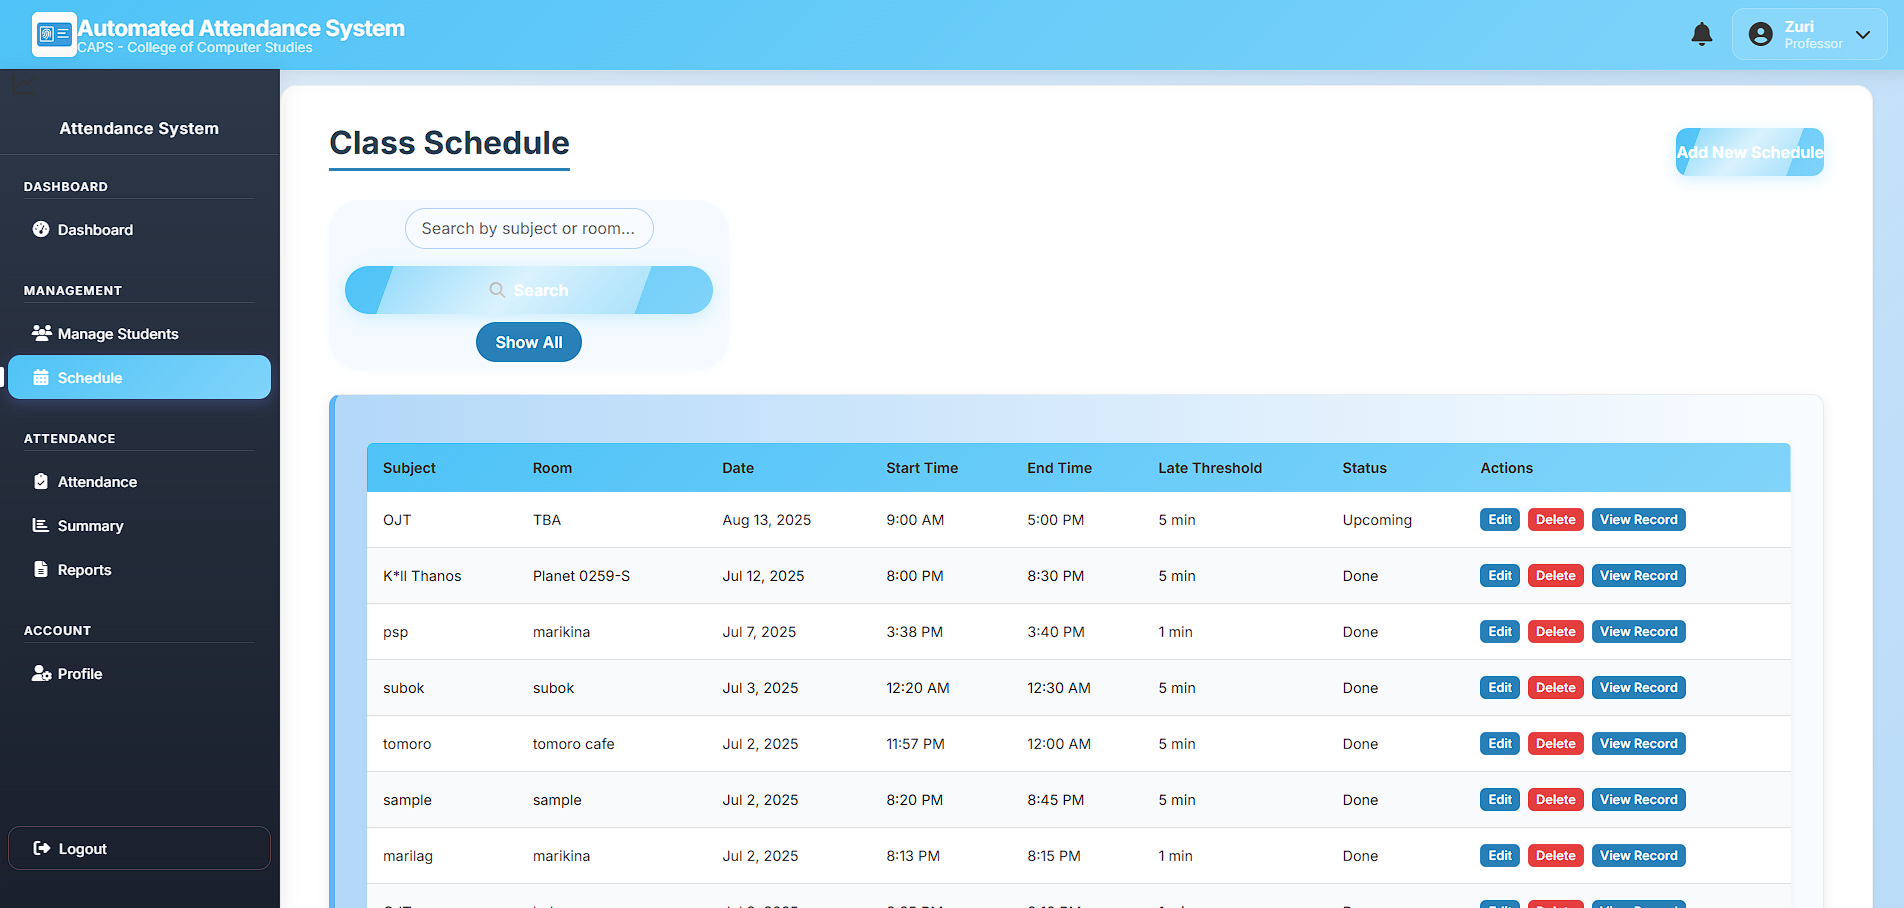 Automated Attendance System
CAPS - College of Computer Studies
Zuri
Professor
Attendance System
DASHBOARD
Dashboard
MANAGEMENT
Manage Students
Schedule
ATTENDANCE
Attendance
Summary
Reports
ACCOUNT
Profile
Logout
Class Schedule
Add New Schedule
Search by subject or room...
Search
Show All
Subject Room Date Start Time End Time Late Threshold Status Actions
OJT TBA Aug 13, 2025 9:00 AM 5:00 PM 5 min Upcoming Edit Delete View Record
K*ll Thanos Planet 0259-S Jul 12, 2025 8:00 PM 8:30 PM 5 min Done Edit Delete View Record
psp marikina Jul 7, 2025 3:38 PM 3:40 PM 1 min Done Edit Delete View Record
subok subok Jul 3, 2025 12:20 AM 12:30 AM 5 min Done Edit Delete View Record
tomoro tomoro cafe Jul 2, 2025 11:57 PM 12:00 AM 5 min Done Edit Delete View Record
sample sample Jul 2, 2025 8:20 PM 8:45 PM 5 min Done Edit Delete View Record
marilag marikina Jul 2, 2025 8:13 PM 8:15 PM 1 min Done Edit Delete View Record